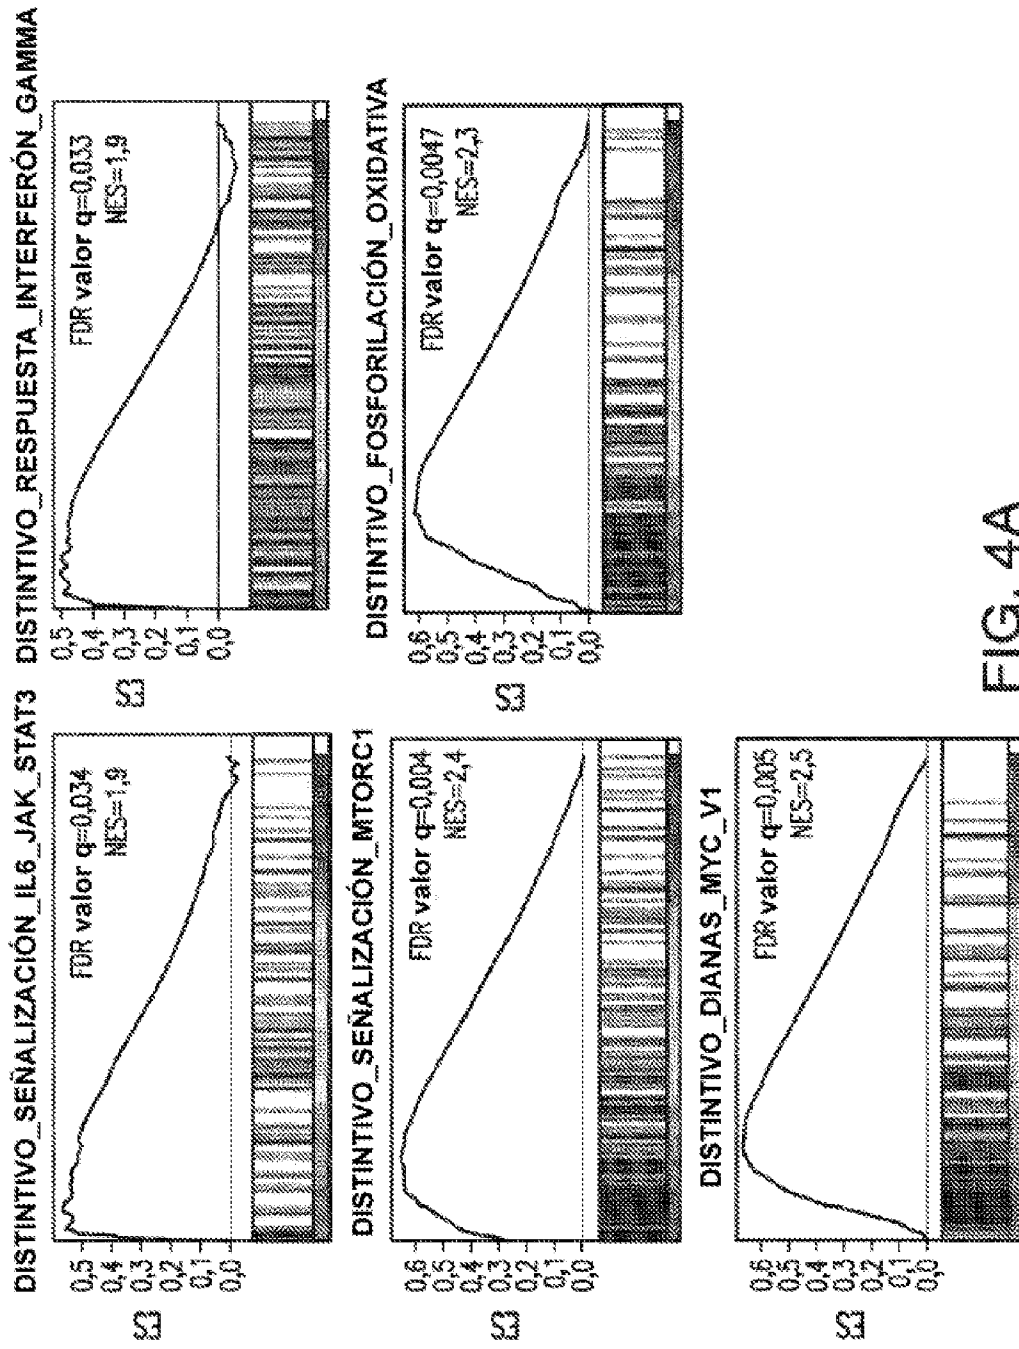 DISTINTIVO_SEÑALIZACIÓN_IL6_JAK_STAT3
FDR valor q=0,034
NES=1,9
0,5
0,4
0,3
0,2
0,1
0,0
ES
DISTINTIVO_RESPUESTA_INTERFERÓN_GAMMA
FDR valor q=0,033
NES=1,9
0,5
0,4
0,3
0,2
0,1
0,0
ES
DISTINTIVO_SEÑALIZACIÓN_MTORC1
FDR valor q=0,004
NES=2,4
0,6
0,5
0,4
0,3
0,2
0,1
0,0
ES
DISTINTIVO_FOSFORILACIÓN_OXIDATIVA
FDR valor q=0,0047
NES=2,3
0,6
0,5
0,4
0,3
0,2
0,1
0,0
ES
DISTINTIVO_DIANAS_MYC_V1
FDR valor q=0,005
NES=2,5
0,6
0,5
0,4
0,3
0,2
0,1
0,0
ES
FIG. 4A